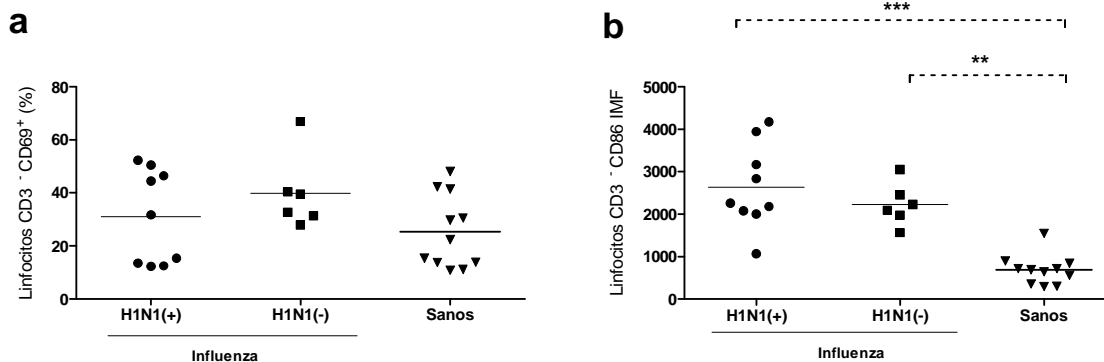 a
Linfocitos CD3 - CD69+ (%)
80
60
40
20
0
H1N1(+) H1N1(-) Sanos
Influenza
b
***
**
Linfocitos CD3 - CD86 IMF
5000
4000
3000
2000
1000
0
H1N1(+) H1N1(-) Sanos
Influenza